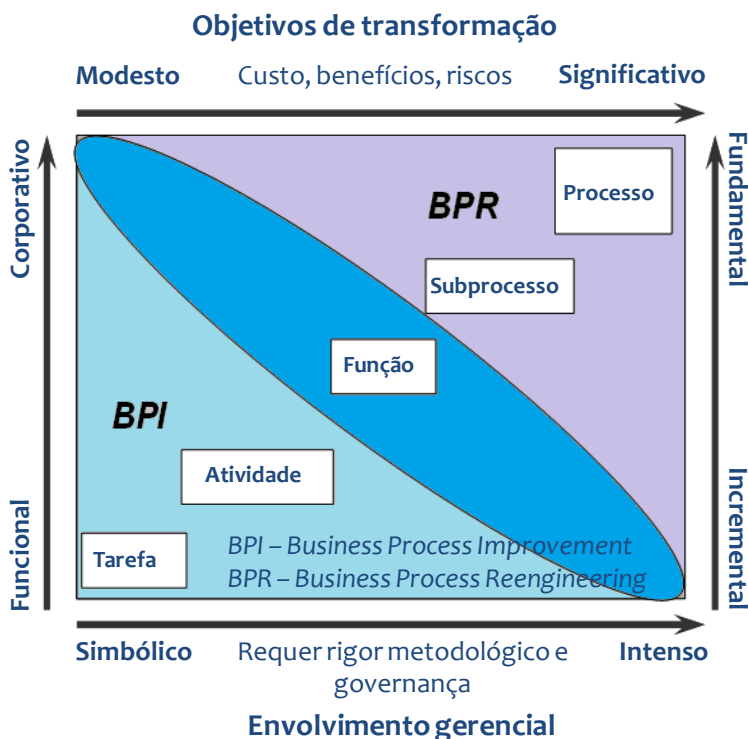 Objetivos de transformação
Modesto
Custo, benefícios, riscos
Significativo
Corporativo
Fundamental
Processo
BPR
Subprocesso
Função
BPI
Atividade
Funcional
Incremental
Tarefa
BPI – Business Process Improvement
BPR – Business Process Reengineering
Simbólico
Requer rigor metodológico e
governança
Intenso
Envolvimento gerencial